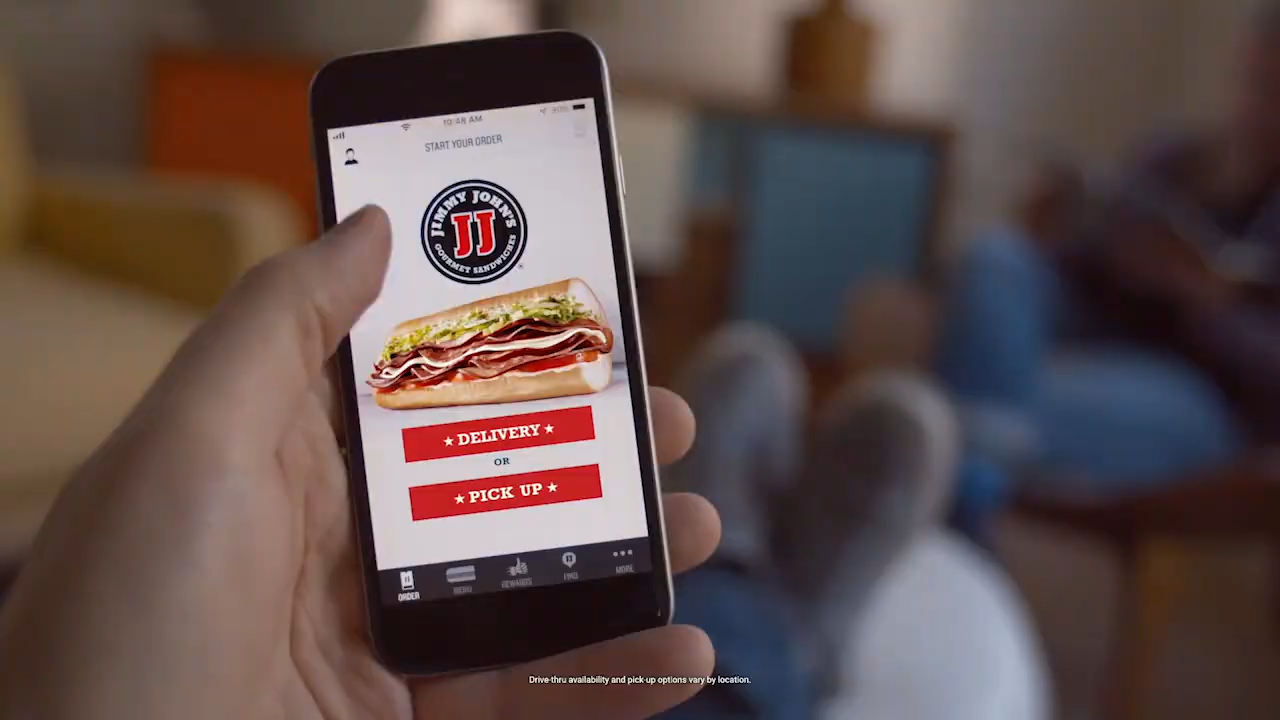 10:48 AM
90%
START YOUR ORDER
JIMMY JOHN'S
JJ
GOURMET SANDWICHES
®
★ DELIVERY ★
OR
★ PICK UP ★
ORDER
MENU
REWARDS
FIND
MORE
Drive-thru availability and pick-up options vary by location.